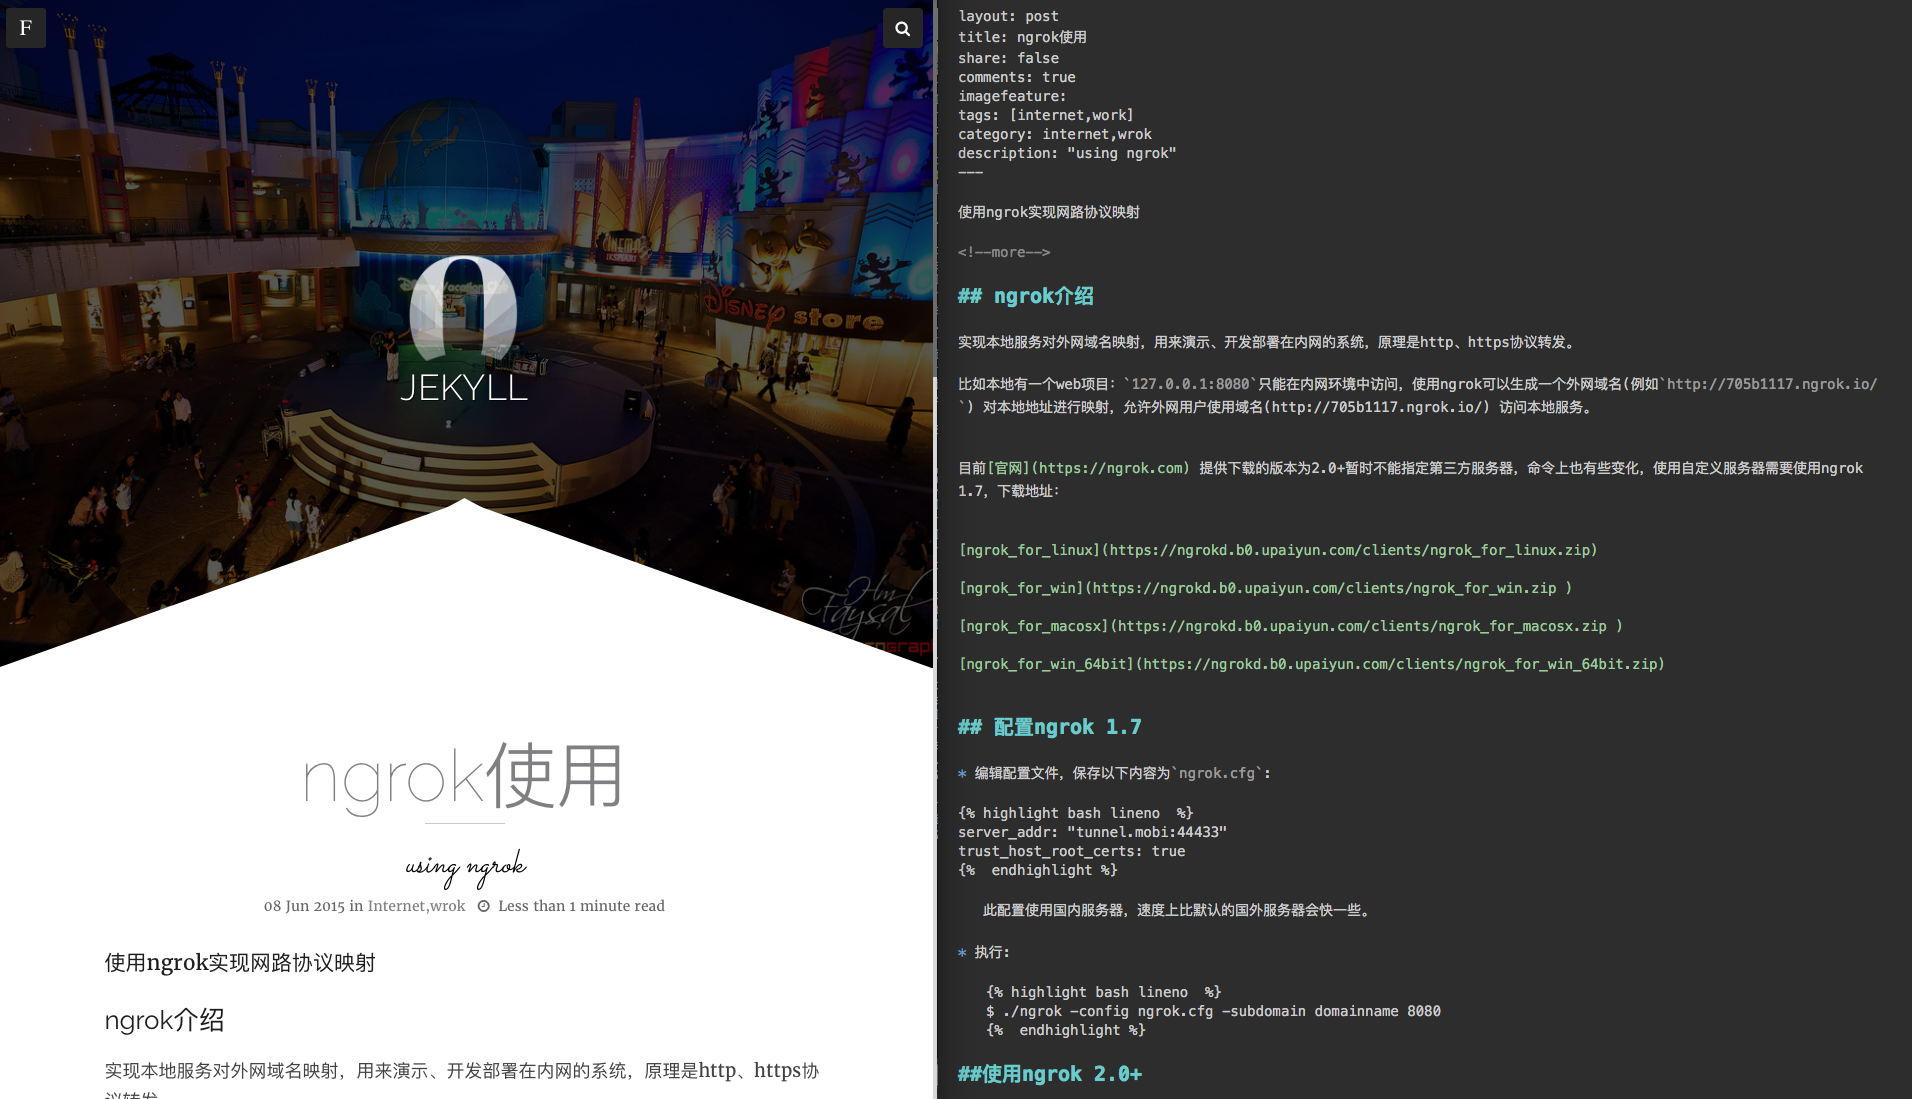 F
CINEMA
IKSPIARI
Disney Vacation Club
DISNEY store
JEKYLL
Hm
Faysal
ngrok使用
using ngrok
08 Jun 2015 in Internet,wrok Less than 1 minute read
使用ngrok实现网路协议映射
ngrok介绍
实现本地服务对外网域名映射，用来演示、开发部署在内网的系统，原理是http、https协
议转发。
layout: post
title: ngrok使用
share: false
comments: true
imagefeature:
tags: [internet,work]
category: internet,wrok
description: "using ngrok"
---
使用ngrok实现网路协议映射
<!--more-->
## ngrok介绍
实现本地服务对外网域名映射，用来演示、开发部署在内网的系统，原理是http、https协议转发。
比如本地有一个web项目：`127.0.0.1:8080`只能在内网环境中访问，使用ngrok可以生成一个外网域名(例如`http://705b1117.ngrok.io/
`) 对本地地址进行映射，允许外网用户使用域名(http://705b1117.ngrok.io/) 访问本地服务。
目前[官网](https://ngrok.com) 提供下载的版本为2.0+暂时不能指定第三方服务器，命令上也有些变化，使用自定义服务器需要使用ngrok
1.7，下载地址：
[ngrok_for_linux](https://ngrokd.b0.upaiyun.com/clients/ngrok_for_linux.zip)
[ngrok_for_win](https://ngrokd.b0.upaiyun.com/clients/ngrok_for_win.zip )
[ngrok_for_macosx](https://ngrokd.b0.upaiyun.com/clients/ngrok_for_macosx.zip )
[ngrok_for_win_64bit](https://ngrokd.b0.upaiyun.com/clients/ngrok_for_win_64bit.zip)
## 配置ngrok 1.7
* 编辑配置文件，保存以下内容为`ngrok.cfg`：
{% highlight bash lineno  %}
server_addr: "tunnel.mobi:44433"
trust_host_root_certs: true
{%  endhighlight %}
此配置使用国内服务器，速度上比默认的国外服务器会快一些。
* 执行：
{% highlight bash lineno  %}
$ ./ngrok -config ngrok.cfg -subdomain domainname 8080
{%  endhighlight %}
##使用ngrok 2.0+